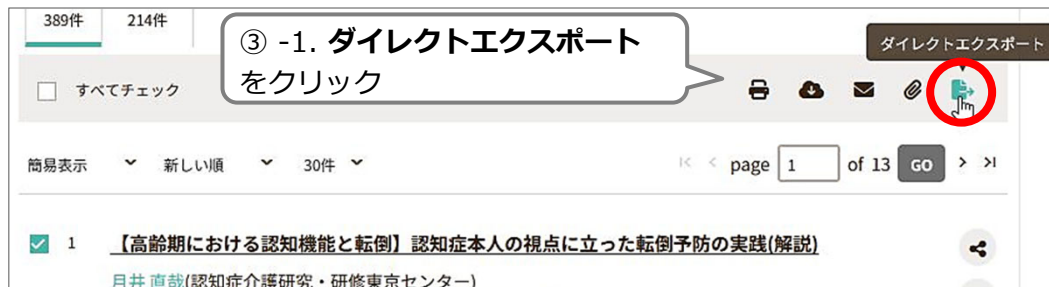 389件 214件
③ -1. ダイレクトエクスポート
をクリック
ダイレクトエクスポート
すべてチェック
簡易表示 新しい順 30件 page 1 of 13 GO
1 【高齢期における認知機能と転倒】認知症本人の視点に立った転倒予防の実践(解説)
月井 直哉(認知症介護研究・研修東京センター)